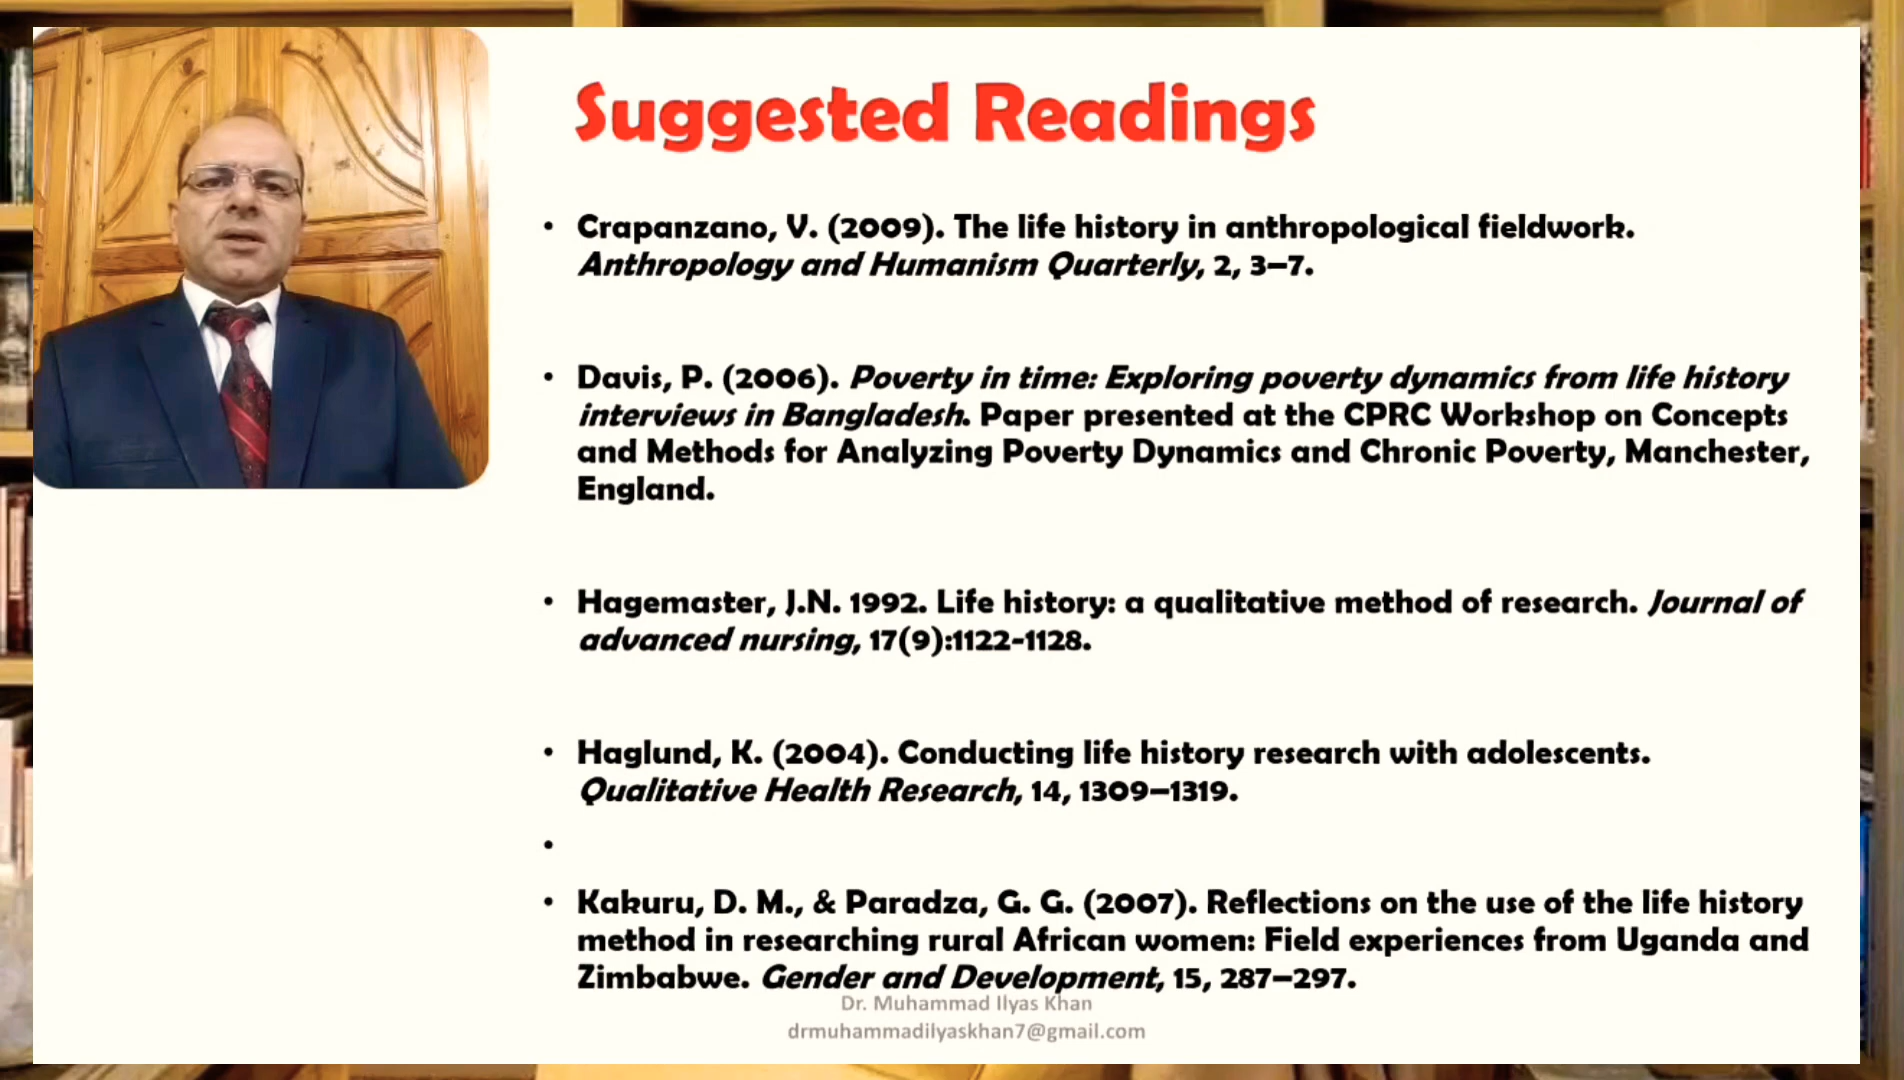 Suggested Readings
• Crapanzano, V. (2009). The life history in anthropological fieldwork.
Anthropology and Humanism Quarterly, 2, 3–7.
• Davis, P. (2006). Poverty in time: Exploring poverty dynamics from life history
interviews in Bangladesh. Paper presented at the CPRC Workshop on Concepts
and Methods for Analyzing Poverty Dynamics and Chronic Poverty, Manchester,
England.
• Hagemaster, J.N. 1992. Life history: a qualitative method of research. Journal of
advanced nursing, 17(9):1122-1128.
• Haglund, K. (2004). Conducting life history research with adolescents.
Qualitative Health Research, 14, 1309–1319.
•
• Kakuru, D. M., & Paradza, G. G. (2007). Reflections on the use of the life history
method in researching rural African women: Field experiences from Uganda and
Zimbabwe. Gender and Development, 15, 287–297.
Dr. Muhammad Ilyas Khan
drmuhammadilyaskhan7@gmail.com